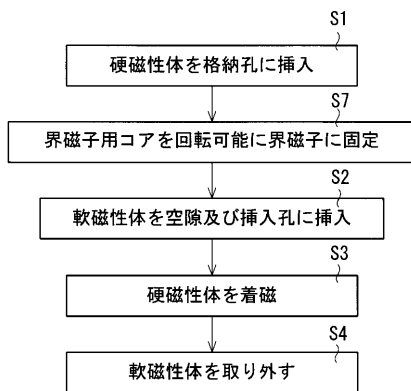 S1
硬磁性体を格納孔に挿入
S7
界磁子用コアを回転可能に界磁子に固定
S2
軟磁性体を空隙及び挿入孔に挿入
S3
硬磁性体を着磁
S4
軟磁性体を取り外す